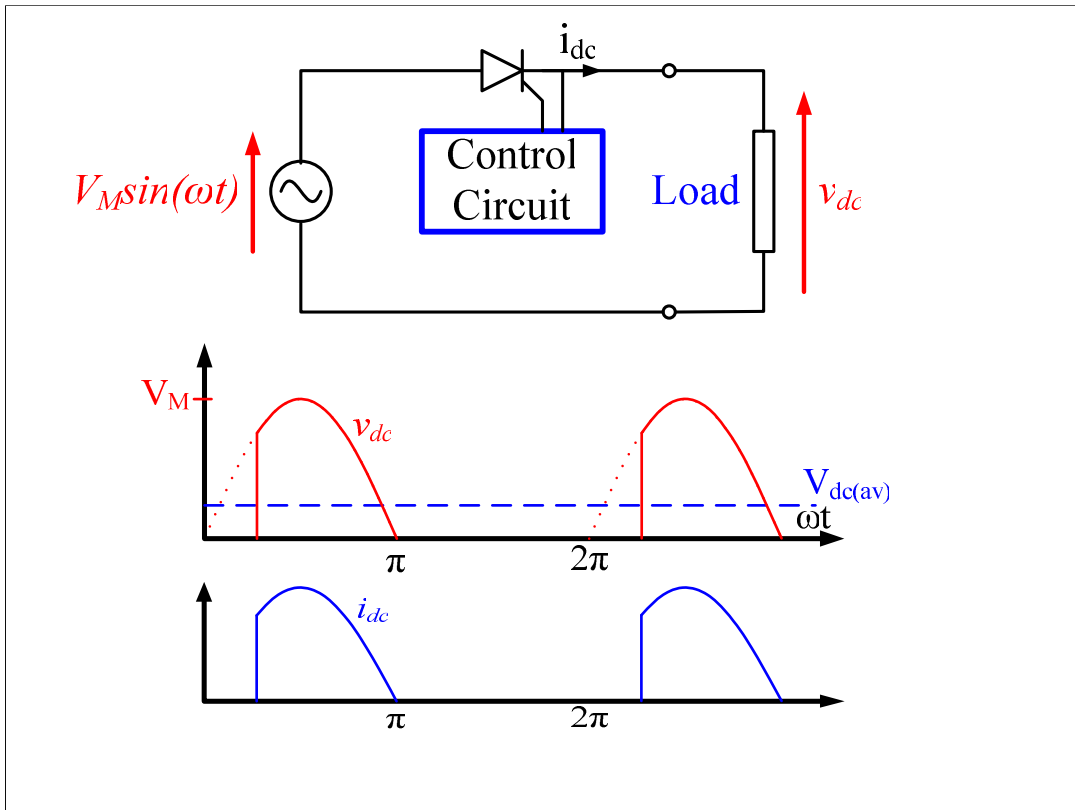 i_dc
Control
Circuit
V_M sin(ωt)
Load
v_dc
V_M
v_dc
V_dc(av)
ωt
π
2π
i_dc
π
2π